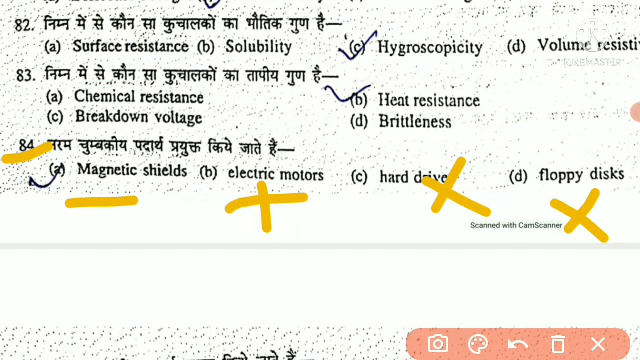 82. निम्न में से कौन सा कुचालकों का भौतिक गुण है—
(a) Surface resistance (b) Solubility (c) Hygroscopicity (d) Volume resisti
83. निम्न में से कौन सा कुचालकों का तापीय गुण है—
(a) Chemical resistance (b) Heat resistance
(c) Breakdown voltage (d) Brittleness
84. नरम चुम्बकीय पदार्थ प्रयुक्त किये जाते हैं—
(a) Magnetic shields (b) electric motors (c) hard drive (d) floppy disks
Scanned with CamScanner